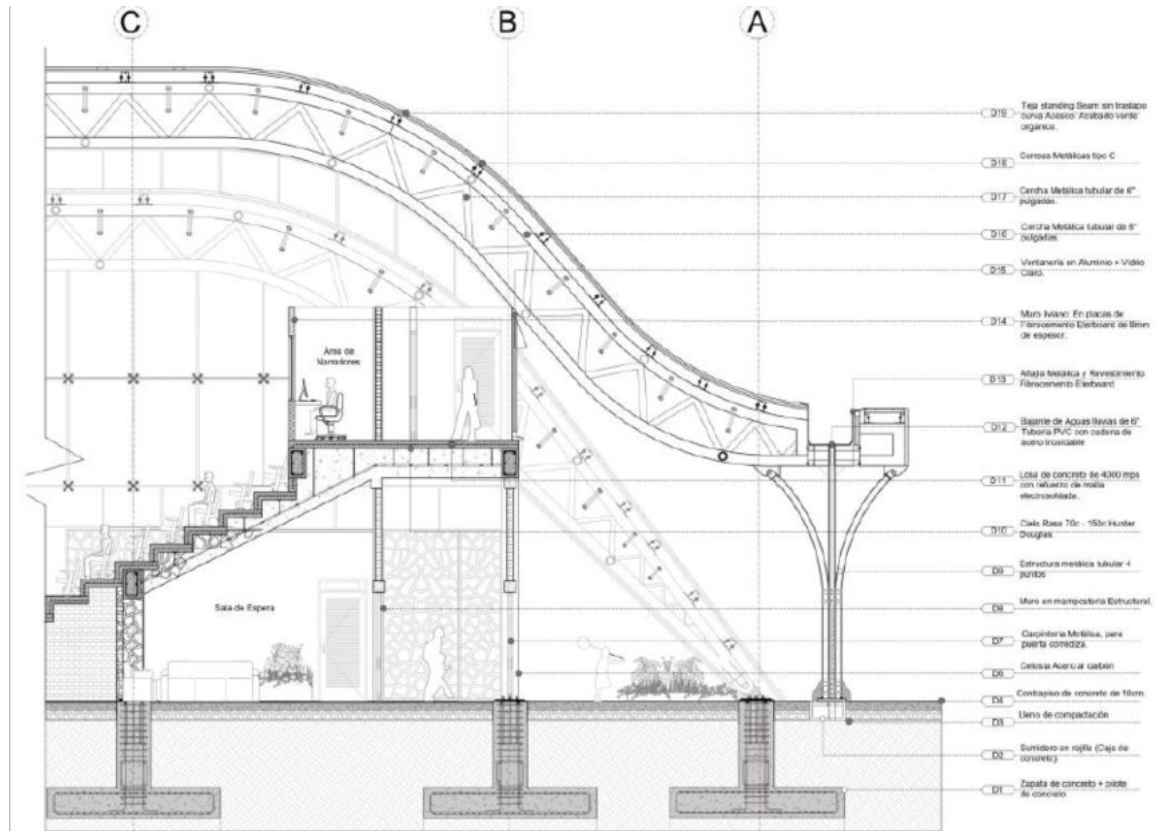 C
B
A
D19
Teja standing Seam sin traslapo
curva Acesco. Acabado verde
orgánico.
D18
Correas Metálicas tipo C
D17
Cercha Metálica tubular de 6"
pulgadas.
D16
Cercha Metálica tubular de 8"
pulgadas.
D15
Ventanería en Aluminio + Vidrio
Claro.
D14
Muro liviano: En placas de
Fibrocemento Eterboard de 8mm
de espesor.
Área de
Narradores
D13
Alfajía Metálica y Revestimiento
Fibrocemento Eterboard
D12
Bajante de Aguas lluvias de 6"
Tubería PVC con cadena de
acero inoxidable
D11
Losa de concreto de 4000 mps
con refuerzo de malla
electrosoldada.
D10
Cielo Raso 70c - 150c Hunter
Douglas.
D9
Estructura metálica tubular 4
puntos
D8
Muro en mampostería Estructural.
Sala de Espera
D7
Carpintería Metálica, para
puerta corrediza.
Celosía Acero al carbón
D4
Contrapiso de concreto de 10cm
D3
Lleno de compactación
D2
Sumidero en rejilla (Caja de
concreto).
D1
Zapata de concreto + pilote
de concreto